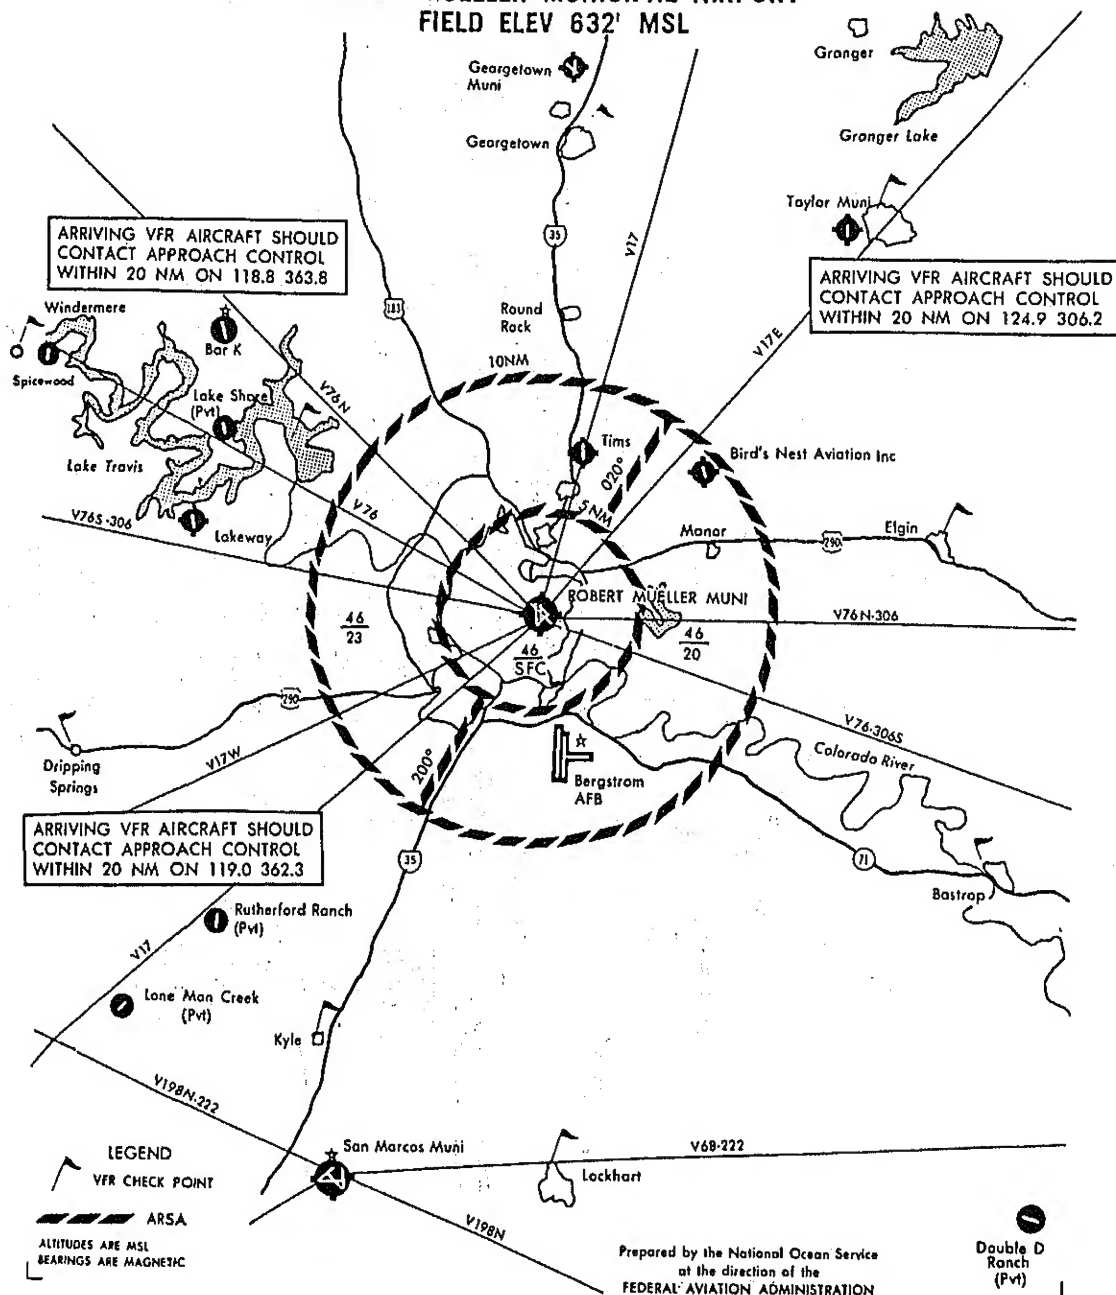 FIELD ELEV 632' MSL
Granger
Georgetown
Muni
Granger Lake
Georgetown
Taylor Muni
35
V17
ARRIVING VFR AIRCRAFT SHOULD
CONTACT APPROACH CONTROL
WITHIN 20 NM ON 118.8 363.8
ARRIVING VFR AIRCRAFT SHOULD
CONTACT APPROACH CONTROL
WITHIN 20 NM ON 124.9 306.2
183
Windermere
Round
Rock
Bar K
V17E
Spicewood
10NM
V76N
Lake Shore
(Pvt)
Tims
Bird's Nest Aviation Inc
Lake Travis
020°
V76
5 NM
V76S-306
Lakeway
Manor
290
Elgin
ROBERT MUELLER MUNI
46
23
V76N-306
46
20
46
SFC
290
V76-306S
Dripping
Springs
V17W
Colorado River
200°
Bergstrom
AFB
ARRIVING VFR AIRCRAFT SHOULD
CONTACT APPROACH CONTROL
WITHIN 20 NM ON 119.0 362.3
35
71
Bastrop
Rutherford Ranch
(Pvt)
V17
Lone Man Creek
(Pvt)
Kyle
V198N-222
San Marcos Muni
V68-222
LEGEND
VFR CHECK POINT
Lockhart
ARSA
V198N
ALTITUDES ARE MSL
BEARINGS ARE MAGNETIC
Prepared by the National Ocean Service
at the direction of the
FEDERAL AVIATION ADMINISTRATION
Double D
Ranch
(Pvt)